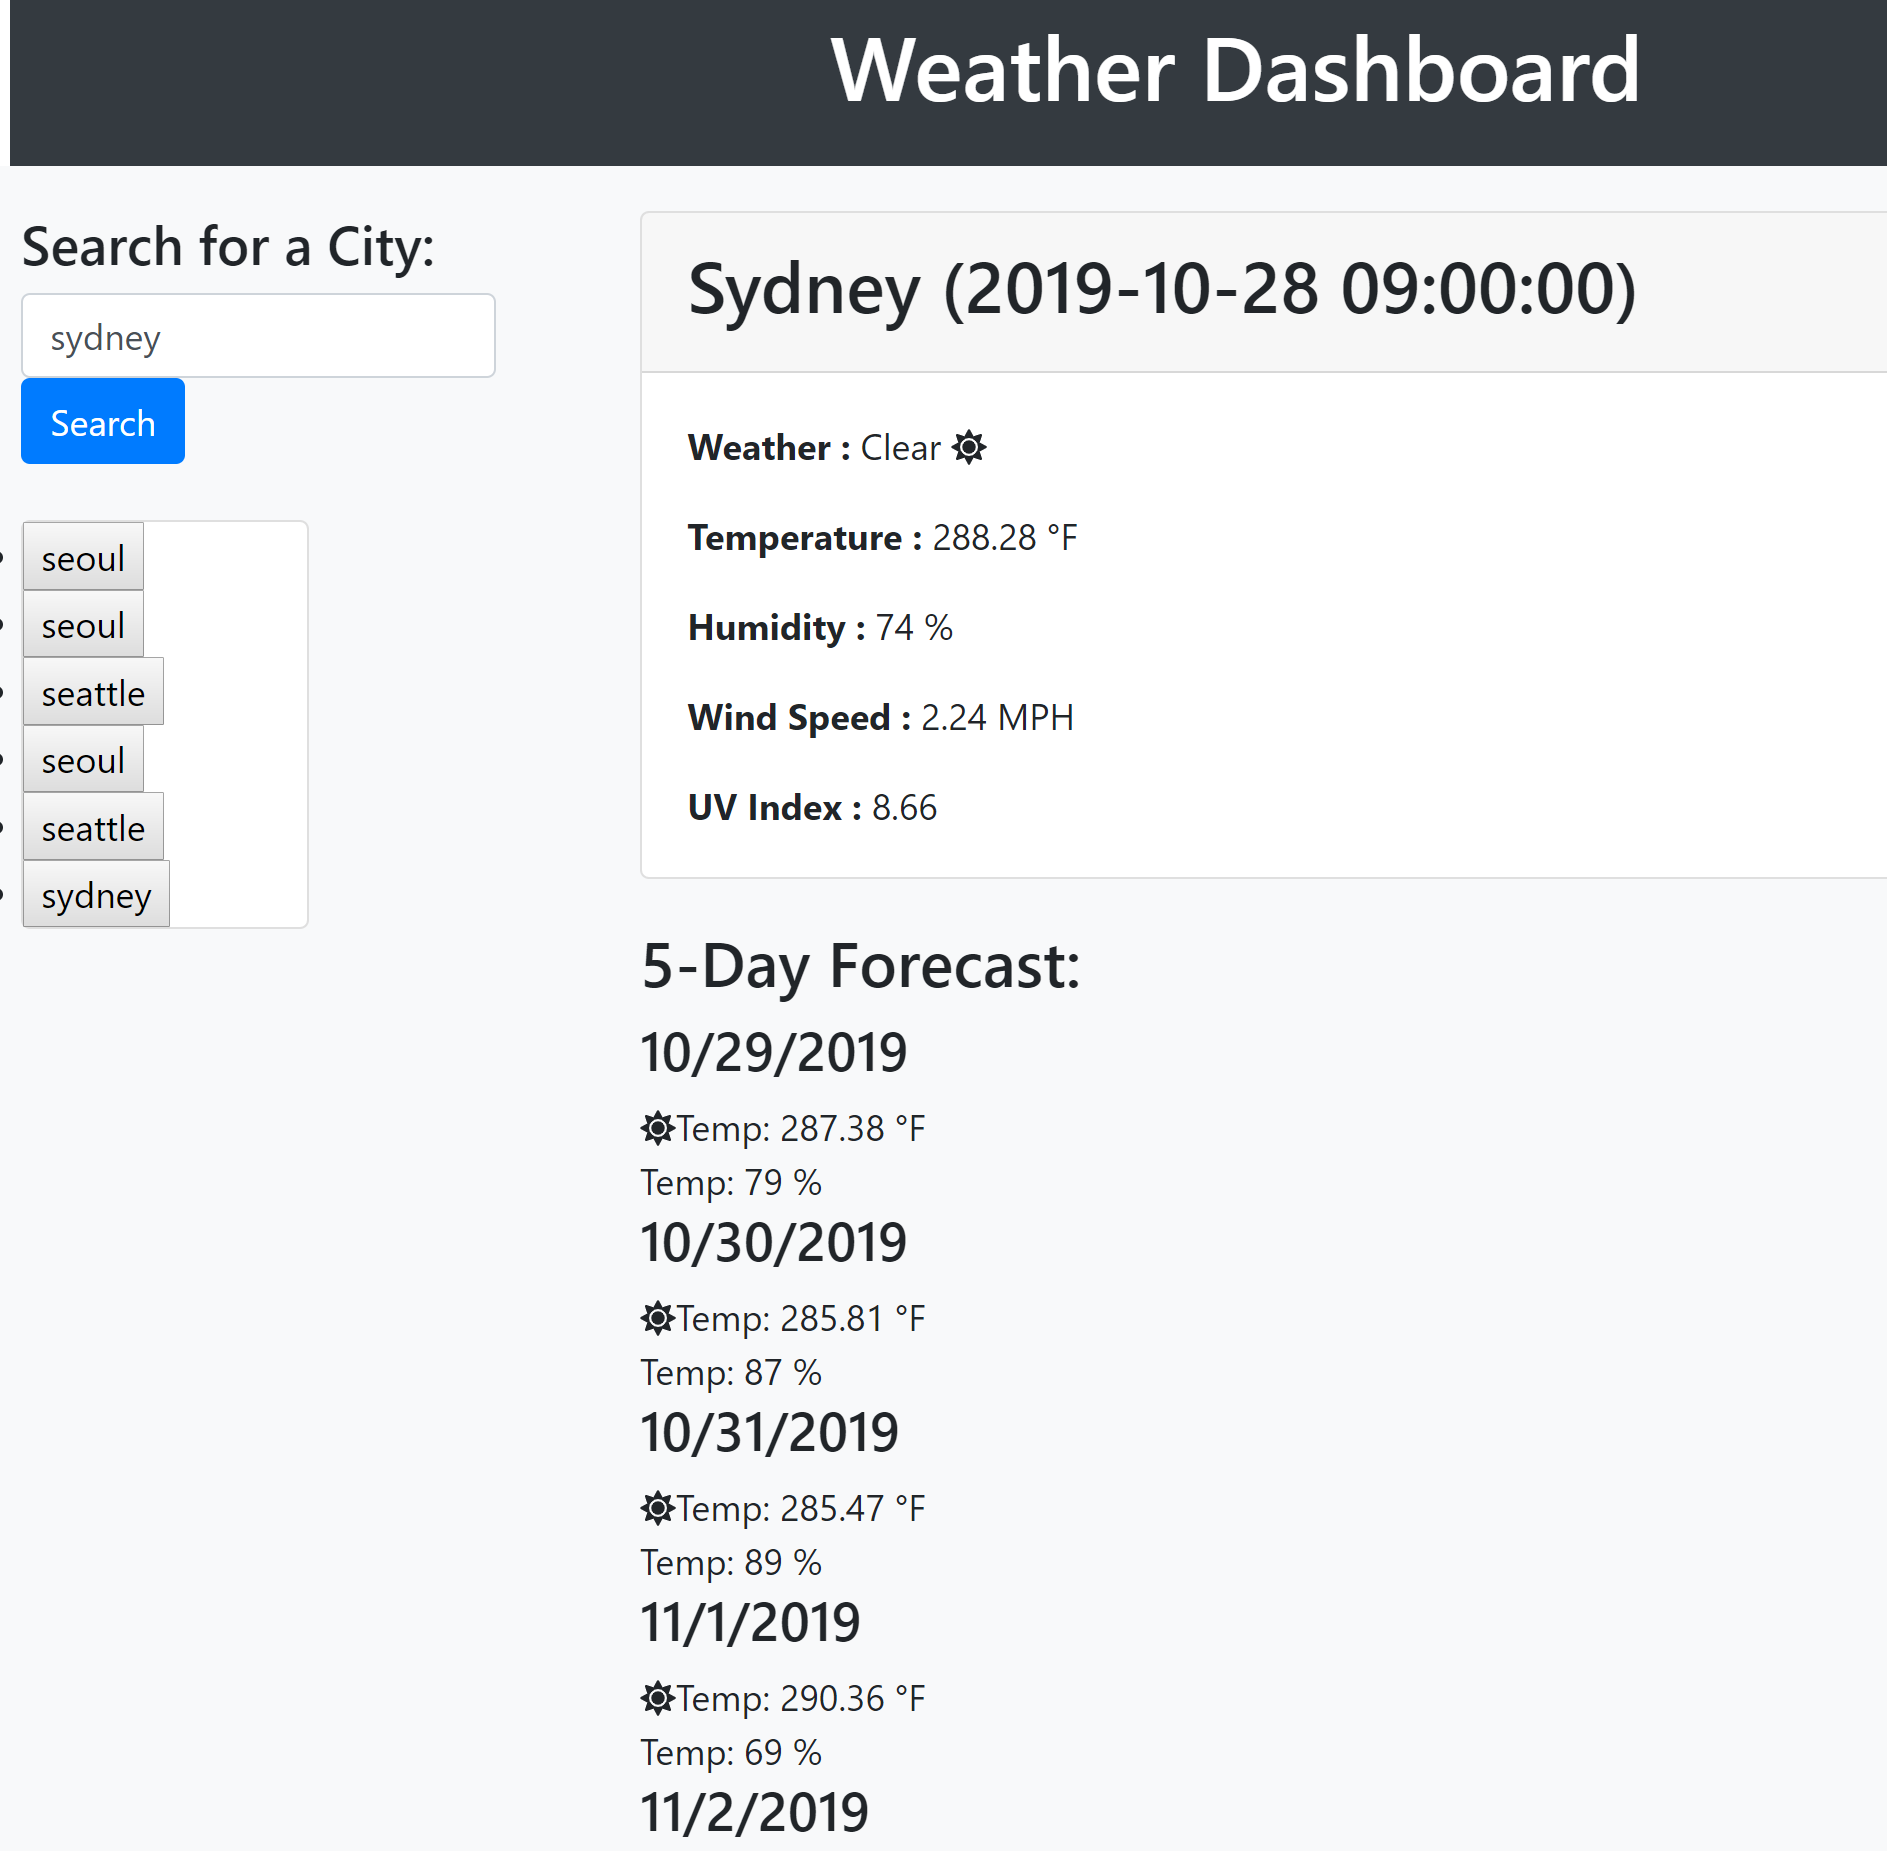 Weather Dashboard
Search for a City:
sydney
Search
seoul
seoul
seattle
seoul
seattle
sydney
Sydney (2019-10-28 09:00:00)
Weather : Clear
Temperature : 288.28 °F
Humidity : 74 %
Wind Speed : 2.24 MPH
UV Index : 8.66
5-Day Forecast:
10/29/2019
Temp: 287.38 °F
Temp: 79 %
10/30/2019
Temp: 285.81 °F
Temp: 87 %
10/31/2019
Temp: 285.47 °F
Temp: 89 %
11/1/2019
Temp: 290.36 °F
Temp: 69 %
11/2/2019